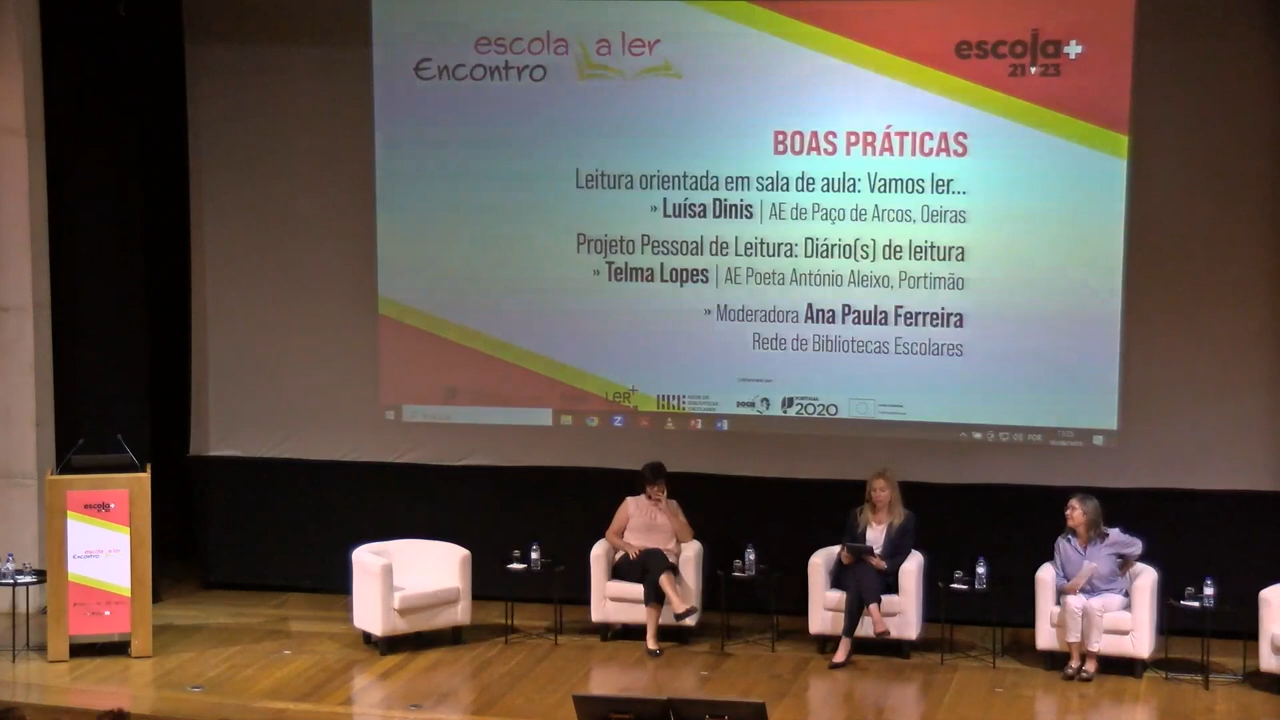 escola a ler
Encontro
escola+
21 23
BOAS PRÁTICAS
Leitura orientada em sala de aula: Vamos ler...
» Luísa Dinis | AE de Paço de Arcos, Oeiras
Projeto Pessoal de Leitura: Diário(s) de leitura
» Telma Lopes | AE Poeta António Aleixo, Portimão
» Moderadora Ana Paula Ferreira
Rede de Bibliotecas Escolares
LER+
2020
POR
escola+
escola a ler
Encontro